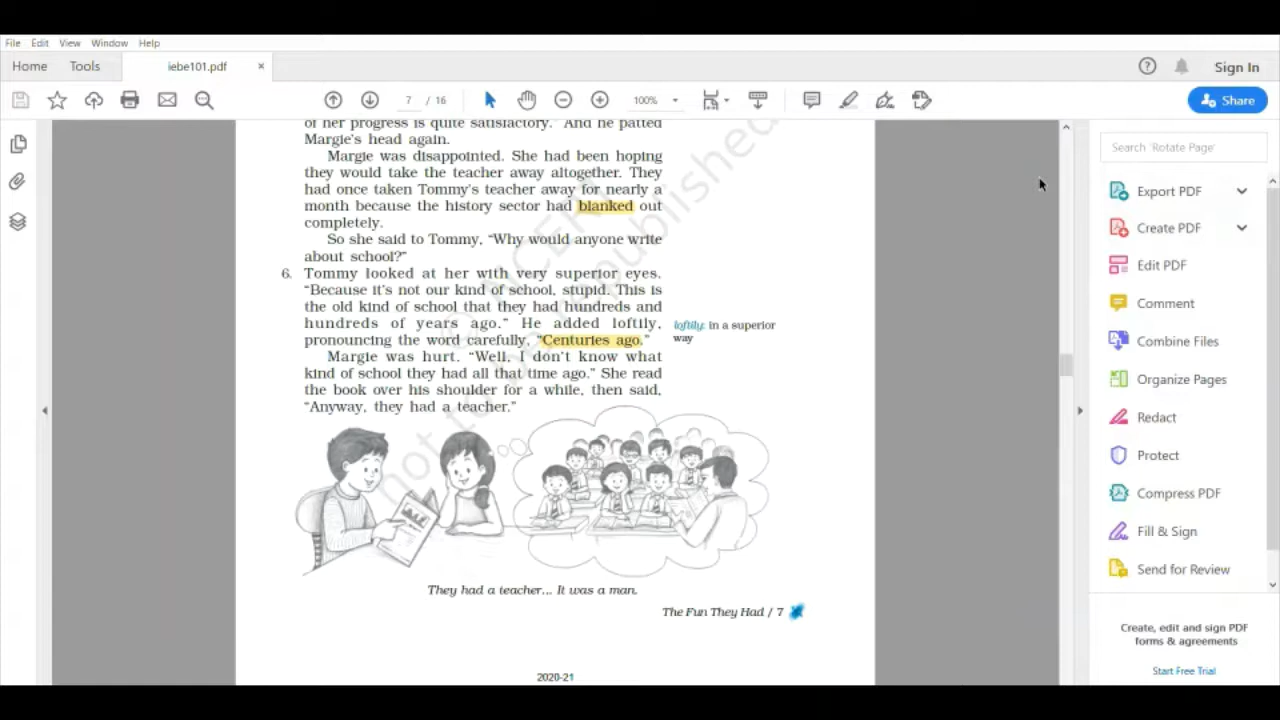 File Edit View Window Help
Home Tools iebe101.pdf × Sign In
7 / 16 100% Share
of her progress is quite satisfactory.” And he patted
Margie's head again.
Margie was disappointed. She had been hoping
they would take the teacher away altogether. They
had once taken Tommy's teacher away for nearly a
month because the history sector had blanked out
completely.
So she said to Tommy, “Why would anyone write
about school?”
6. Tommy looked at her with very superior eyes.
“Because it's not our kind of school, stupid. This is
the old kind of school that they had hundreds and
hundreds of years ago.” He added loftily,
pronouncing the word carefully, “Centuries ago.”
loftily: in a superior
way
Margie was hurt. “Well, I don't know what
kind of school they had all that time ago.” She read
the book over his shoulder for a while, then said,
“Anyway, they had a teacher.”
They had a teacher... It was a man.
The Fun They Had / 7
2020-21
© NCERT
not to be republished
Search 'Rotate Page'
Export PDF
Create PDF
Edit PDF
Comment
Combine Files
Organize Pages
Redact
Protect
Compress PDF
Fill & Sign
Send for Review
Create, edit and sign PDF
forms & agreements
Start Free Trial